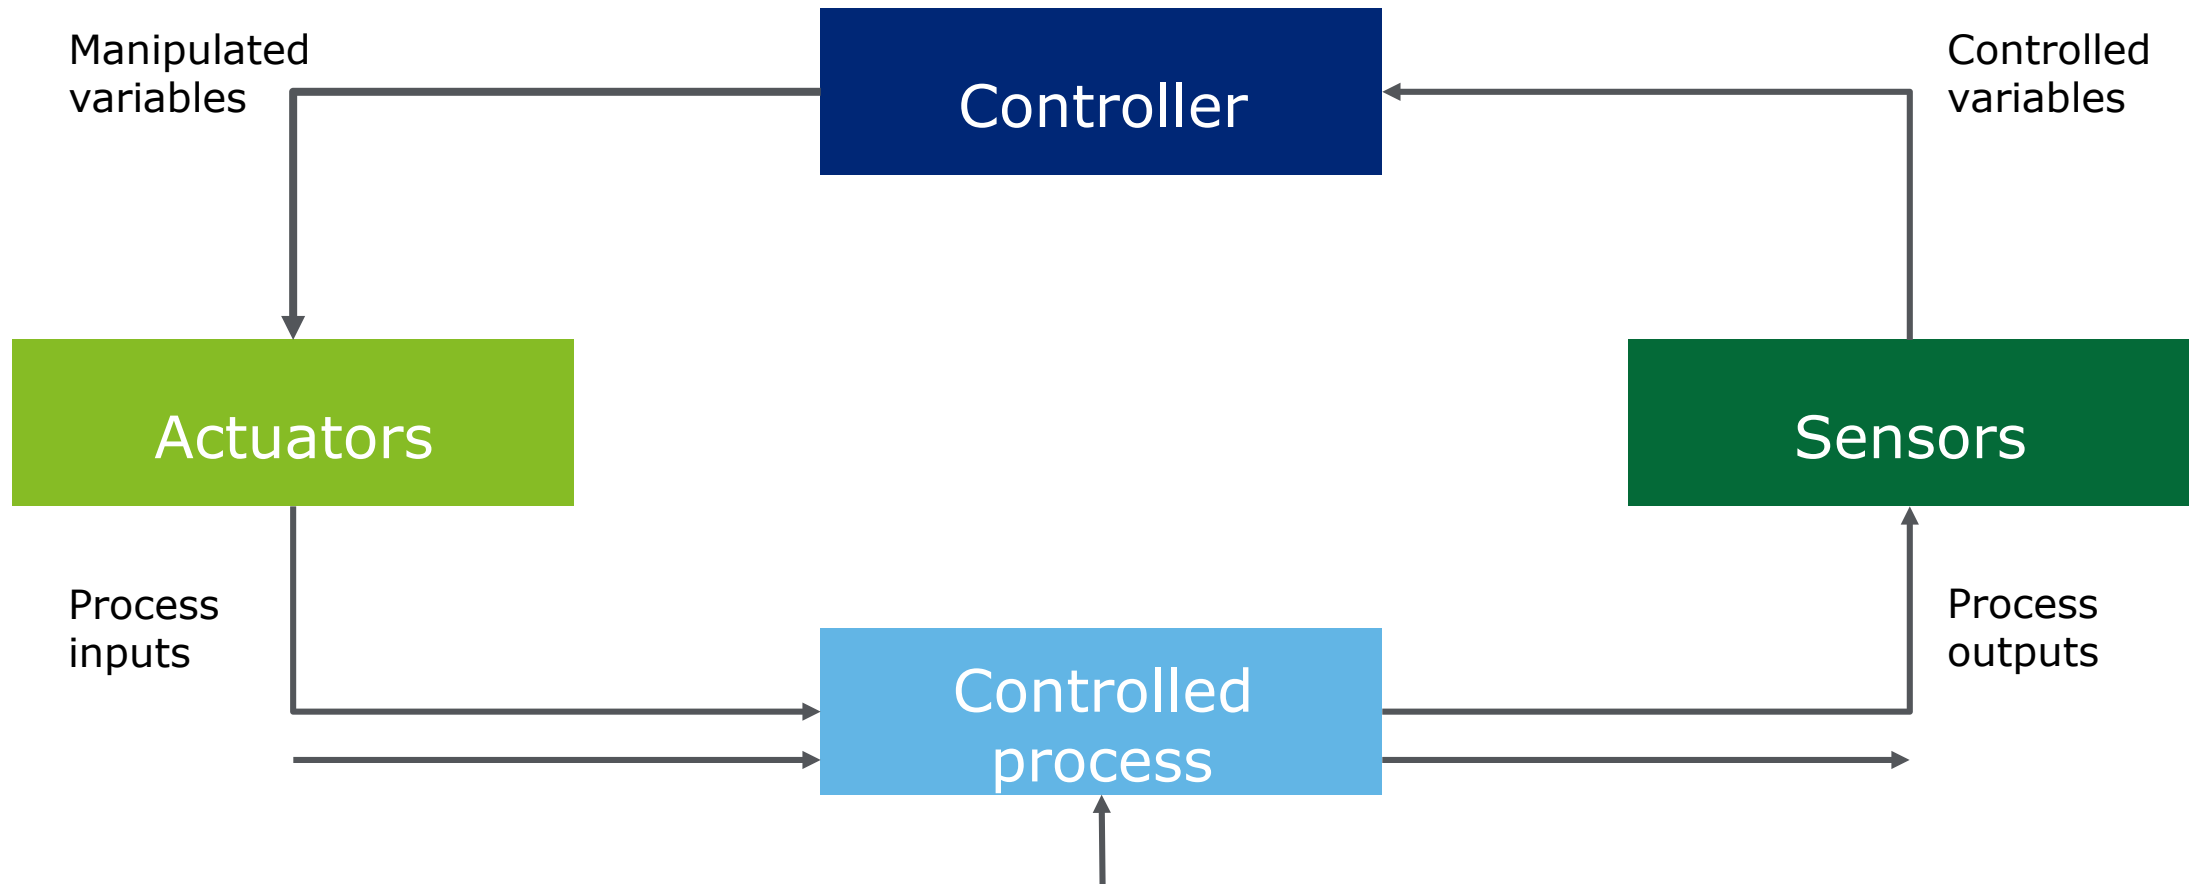 Manipulated
variables
Controller
Controlled
variables
Actuators
Sensors
Process
inputs
Controlled
process
Process
outputs